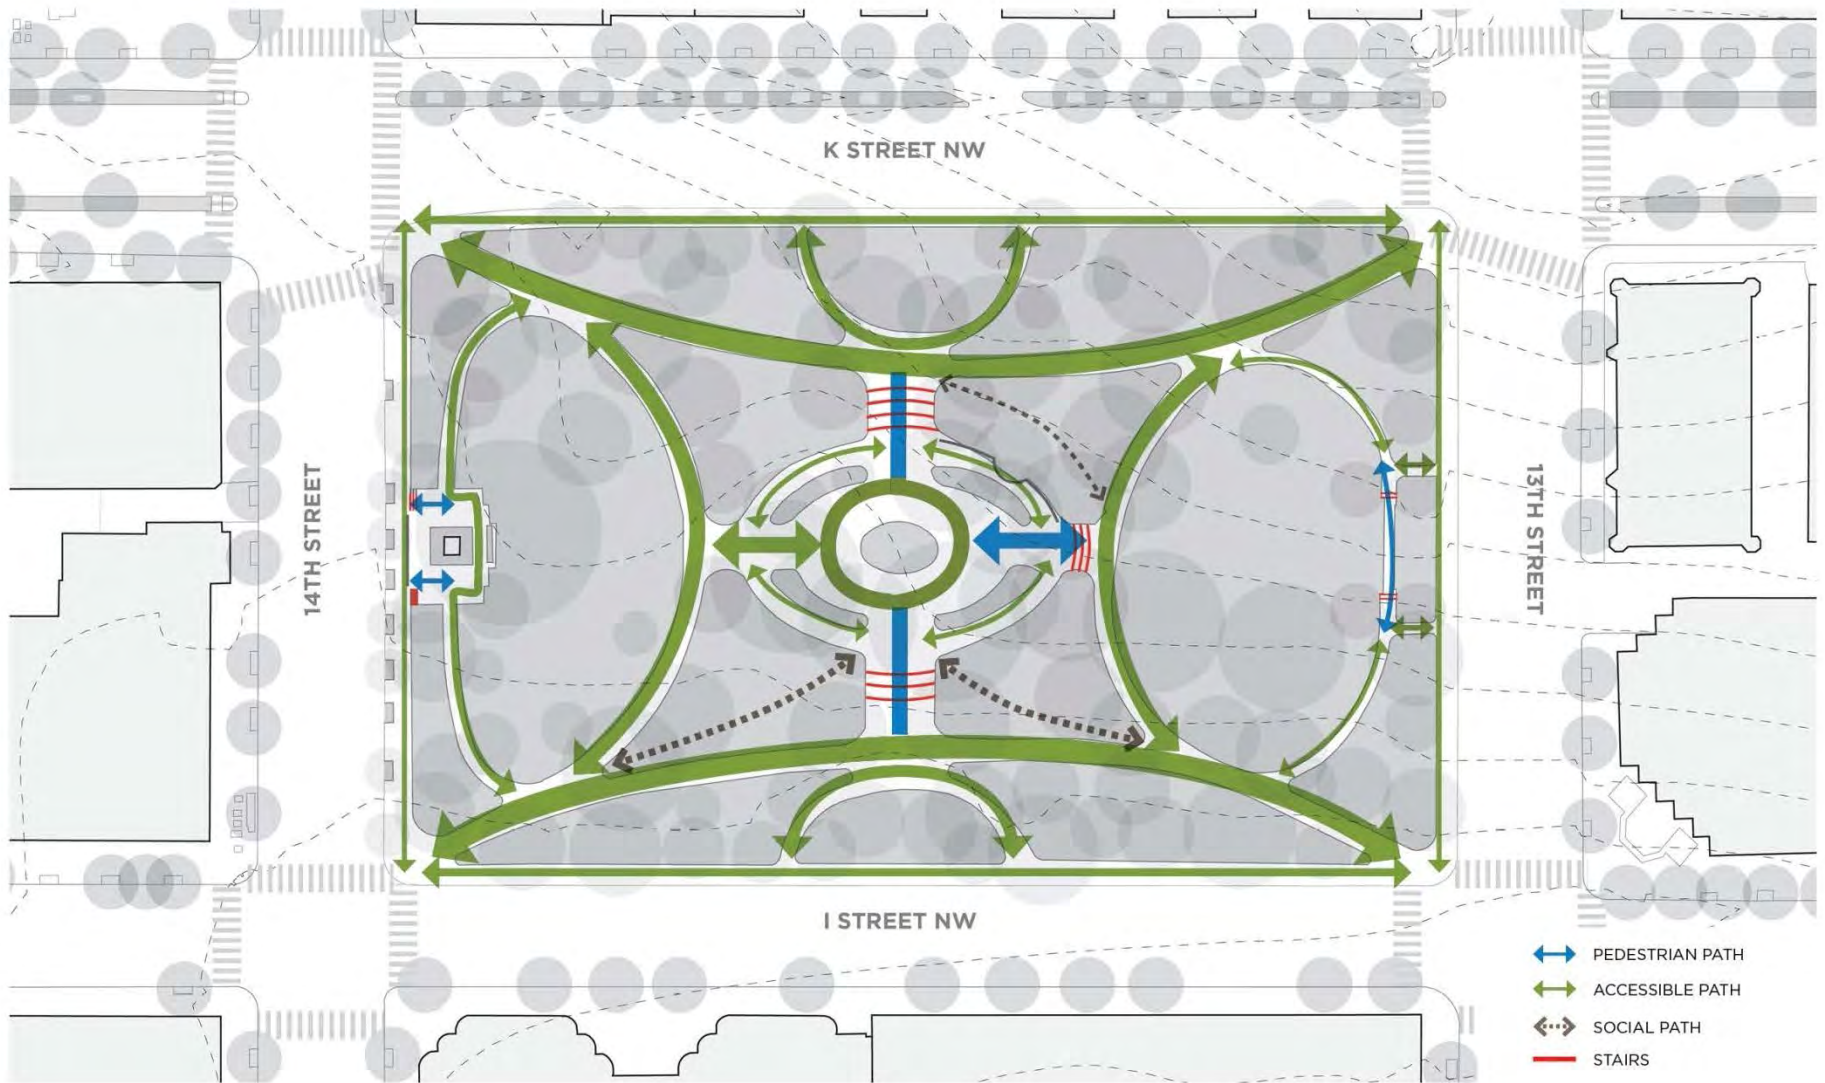 K STREET NW
14TH STREET
13TH STREET
I STREET NW
PEDESTRIAN PATH
ACCESSIBLE PATH
SOCIAL PATH
STAIRS